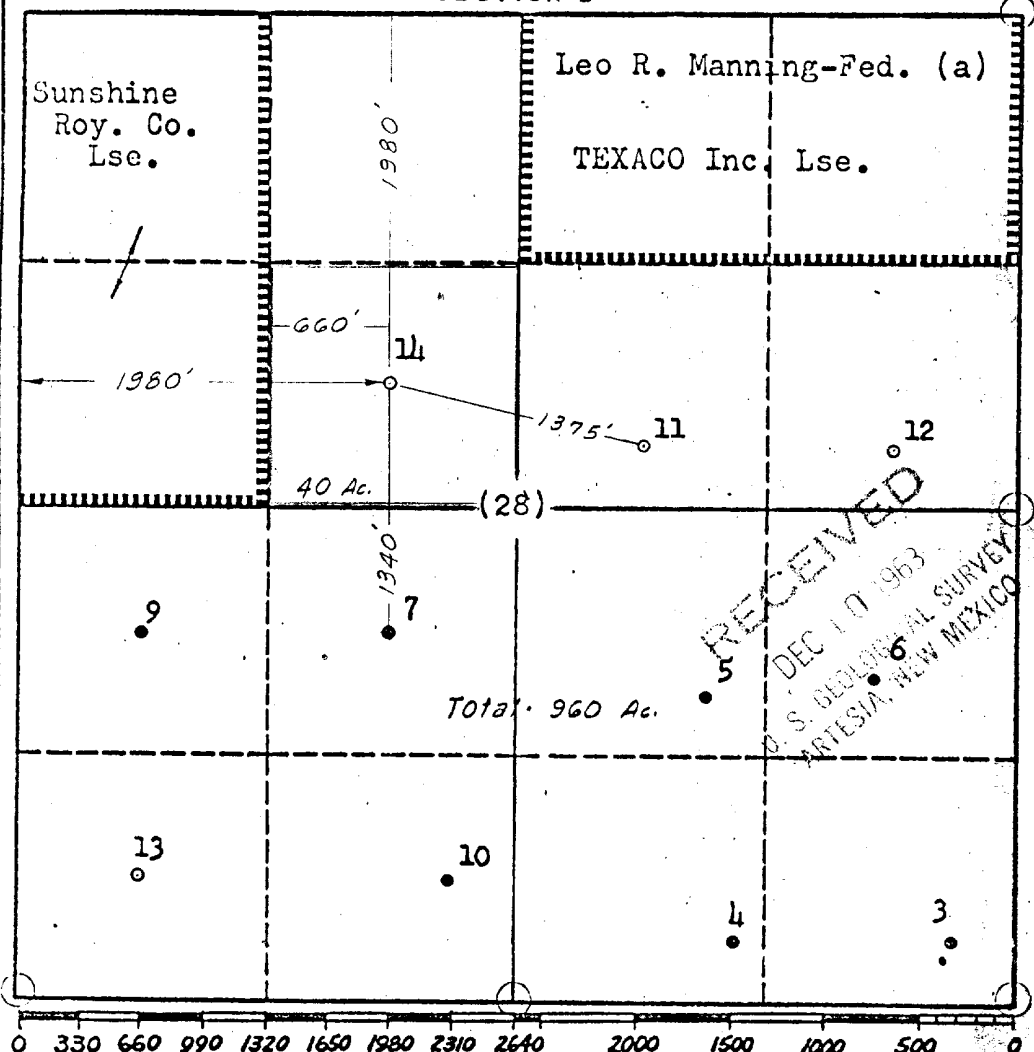 Leo R. Manning-Fed. (a)
Sunshine
Roy. Co.
Lse.
TEXACO Inc. Lse.
1980'
660'
14
1980'
1375'
11
12
40 Ac.
(28)
1340'
RECEIVED
DEC 10 1963
U. S. GEOLOGICAL SURVEY
ARTESIA, NEW MEXICO
9
7
5
6
Total. 960 Ac.
13
10
4
3
0 330 660 990 1320 1650 1980 2310 2640 2000 1500 1000 500 0